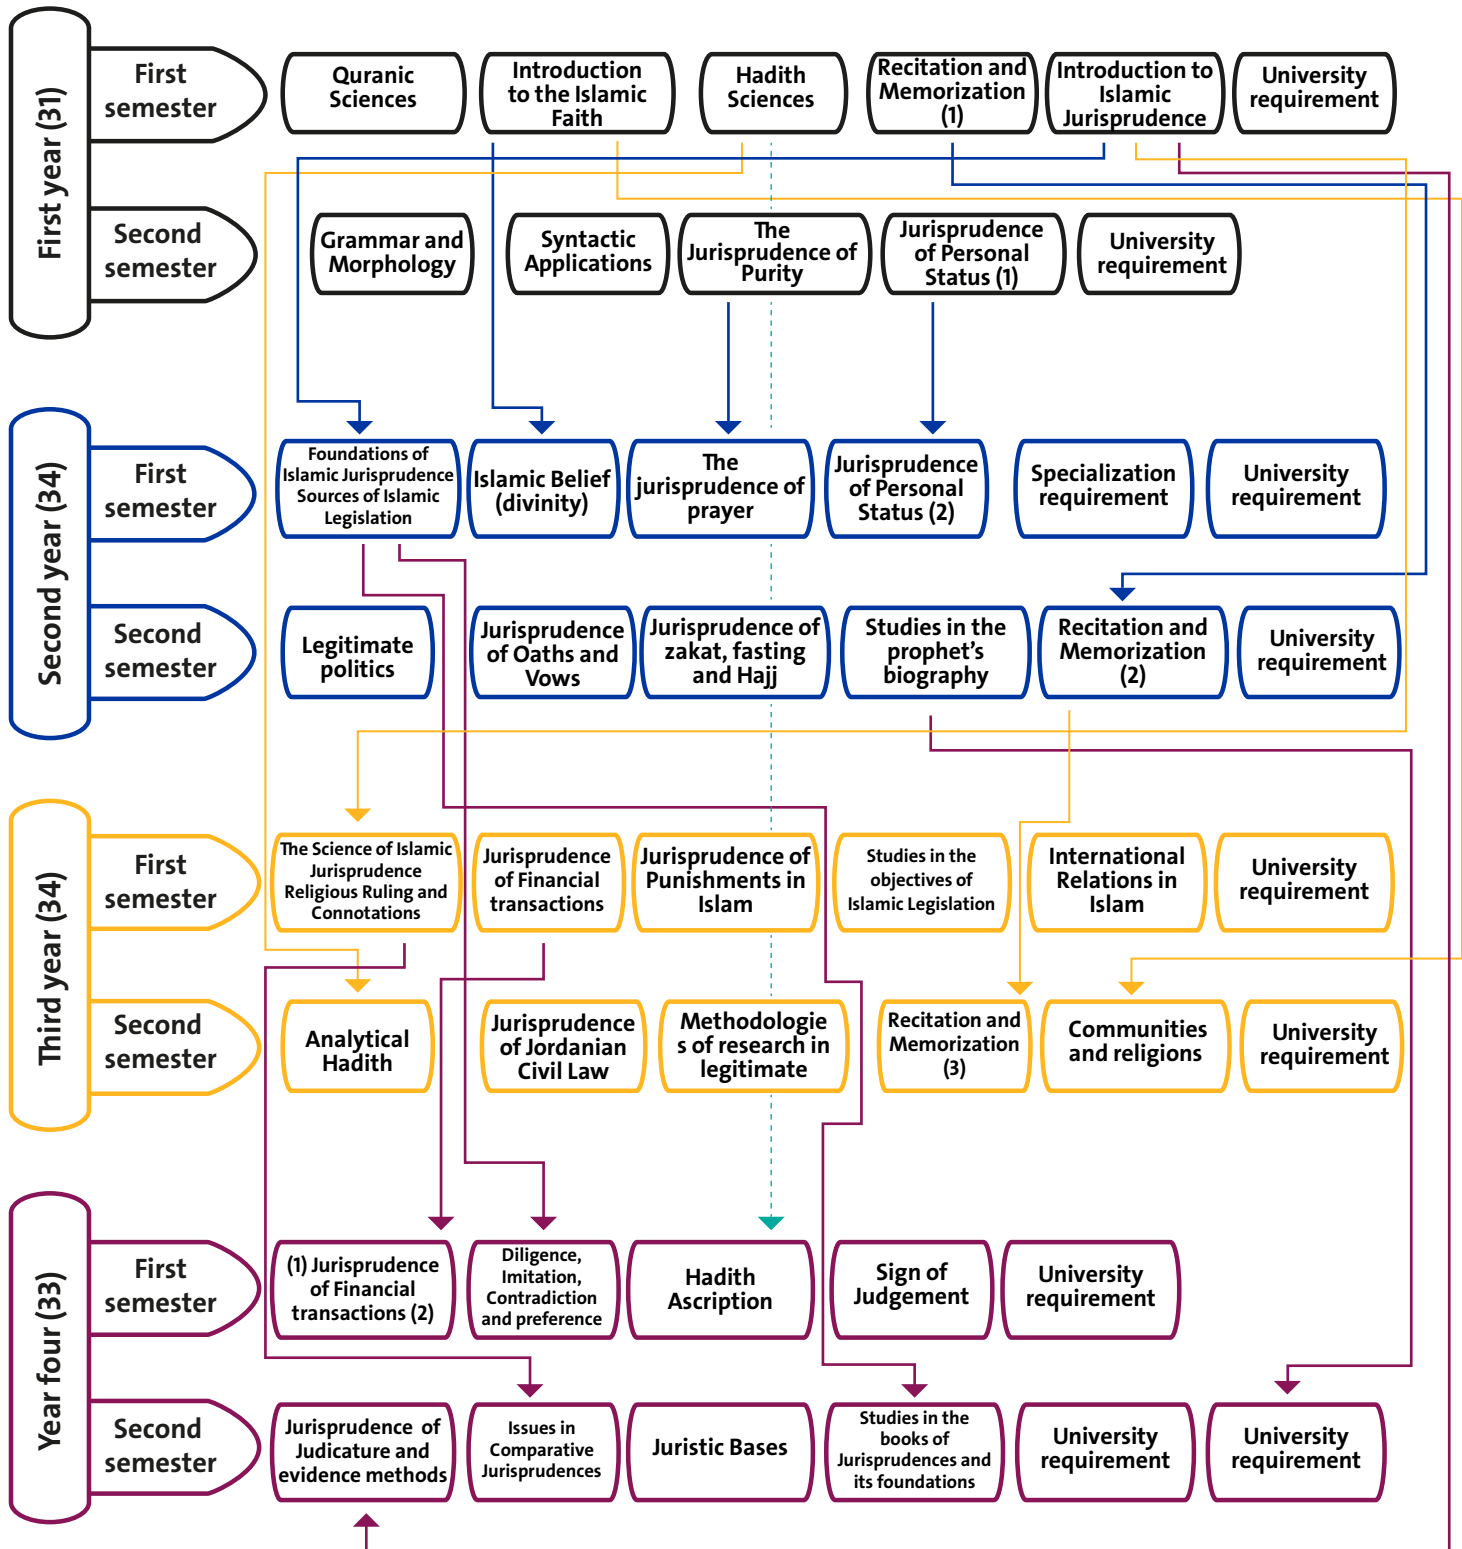 First year (31)
First
semester
Quranic
Sciences
Introduction
to the Islamic
Faith
Hadith
Sciences
Recitation and
Memorization
(1)
Introduction to
Islamic
Jurisprudence
University
requirement
Second
semester
Grammar and
Morphology
Syntactic
Applications
The
Jurisprudence of
Purity
Jurisprudence
of Personal
Status (1)
University
requirement
Second year (34)
First
semester
Foundations of
Islamic Jurisprudence
Sources of Islamic
Legislation
Islamic Belief
(divinity)
The
jurisprudence of
prayer
Jurisprudence
of Personal
Status (2)
Specialization
requirement
University
requirement
Second
semester
Legitimate
politics
Jurisprudence
of Oaths and
Vows
Jurisprudence of
zakat, fasting
and Hajj
Studies in the
prophet's
biography
Recitation and
Memorization
(2)
University
requirement
Third year (34)
First
semester
The Science of Islamic
Jurisprudence
Religious Ruling and
Connotations
Jurisprudence
of Financial
transactions
Jurisprudence of
Punishments in
Islam
Studies in the
objectives of
Islamic Legislation
International
Relations in
Islam
University
requirement
Second
semester
Analytical
Hadith
Jurisprudence
of Jordanian
Civil Law
Methodologie
s of research in
legitimate
Recitation and
Memorization
(3)
Communities
and religions
University
requirement
Year four (33)
First
semester
(1) Jurisprudence
of Financial
transactions (2)
Diligence,
Imitation,
Contradiction
and preference
Hadith
Ascription
Sign of
Judgement
University
requirement
Second
semester
Jurisprudence of
Judicature and
evidence methods
Issues in
Comparative
Jurisprudences
Juristic Bases
Studies in the
books of
Jurisprudences and
its foundations
University
requirement
University
requirement